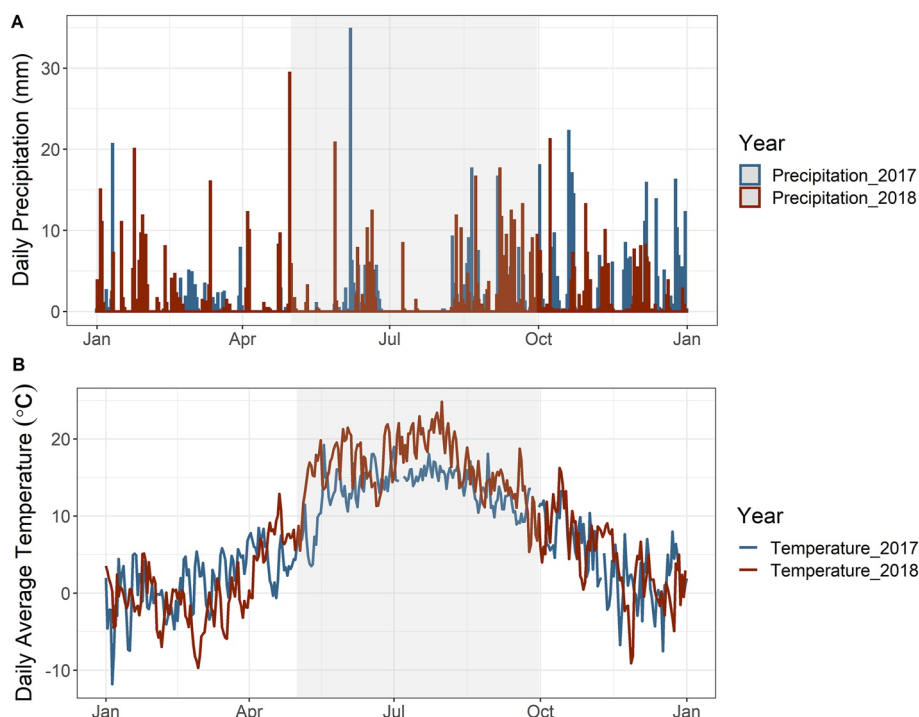 A
Daily Precipitation (mm)
30
20
10
0
Jan Apr Jul Oct Jan
Year
Precipitation_2017
Precipitation_2018
B
Daily Average Temperature (°C)
20
10
0
-10
Jan Apr Jul Oct Jan
Year
Temperature_2017
Temperature_2018